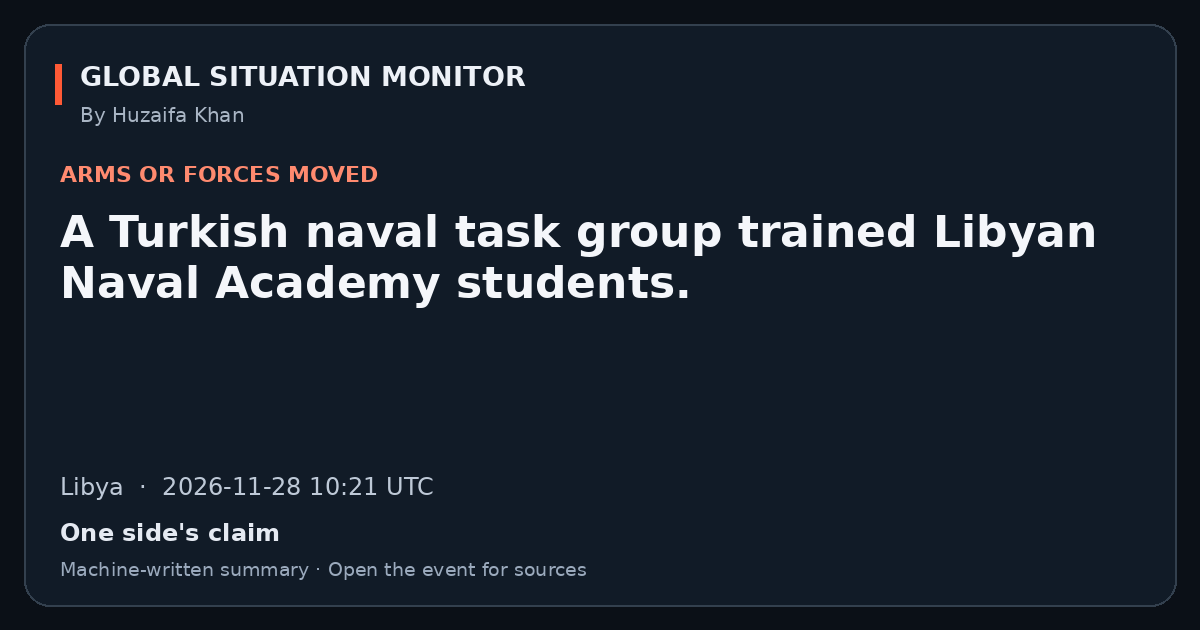 GLOBAL SITUATION MONITOR
By Huzaifa Khan
ARMS OR FORCES MOVED
A Turkish naval task group trained Libyan
Naval Academy students.
Libya · 2026-11-28 10:21 UTC
One side's claim
Machine-written summary · Open the event for sources